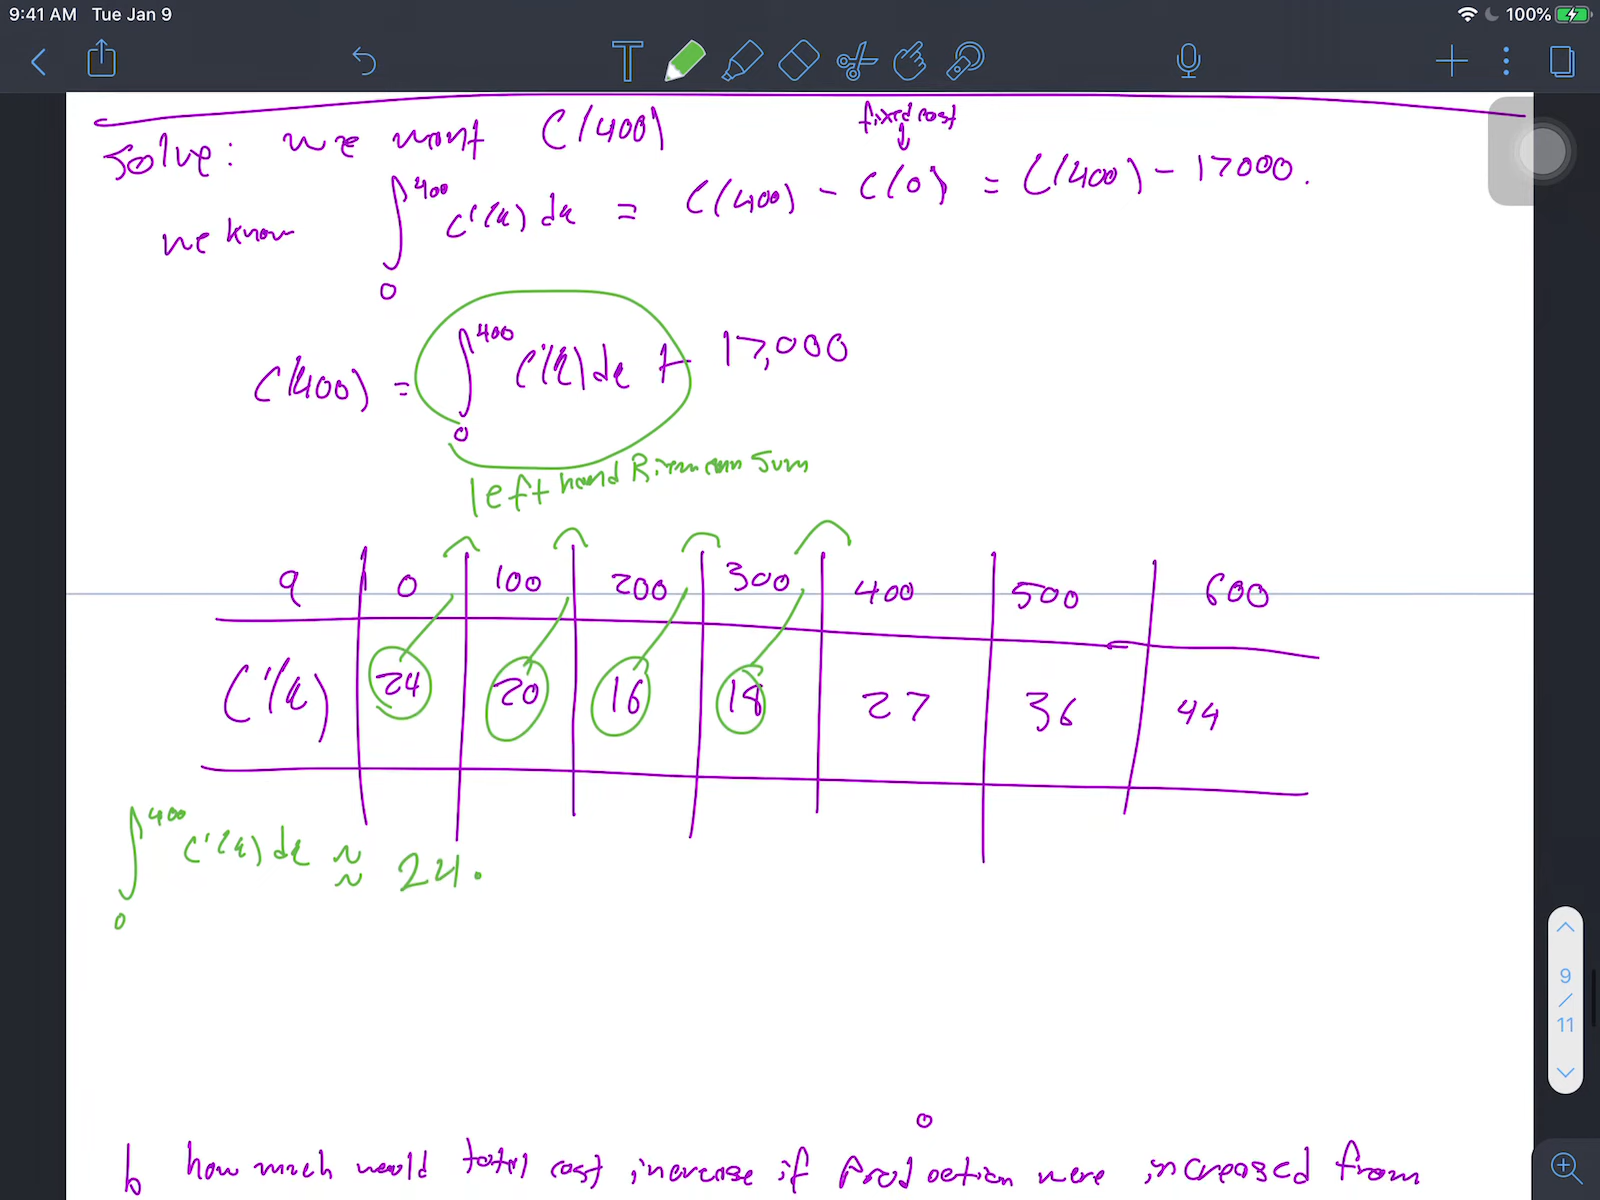 9:41 AM Tue Jan 9
100%
fixed cost
Solve: we want C(400)
we know ∫₀⁴⁰⁰ C'(q) dq = C(400) - C(0) = C(400) - 17000.
C(400) = ∫₀⁴⁰⁰ C'(q) dq + 17,000
left hand Riemann Sum
q 0 100 200 300 400 500 600
C'(q) 24 20 16 18 27 36 44
∫₀⁴⁰⁰ C'(q) dq ≈ 24.
9
/
11
b how much would total cost increase if production were increased from